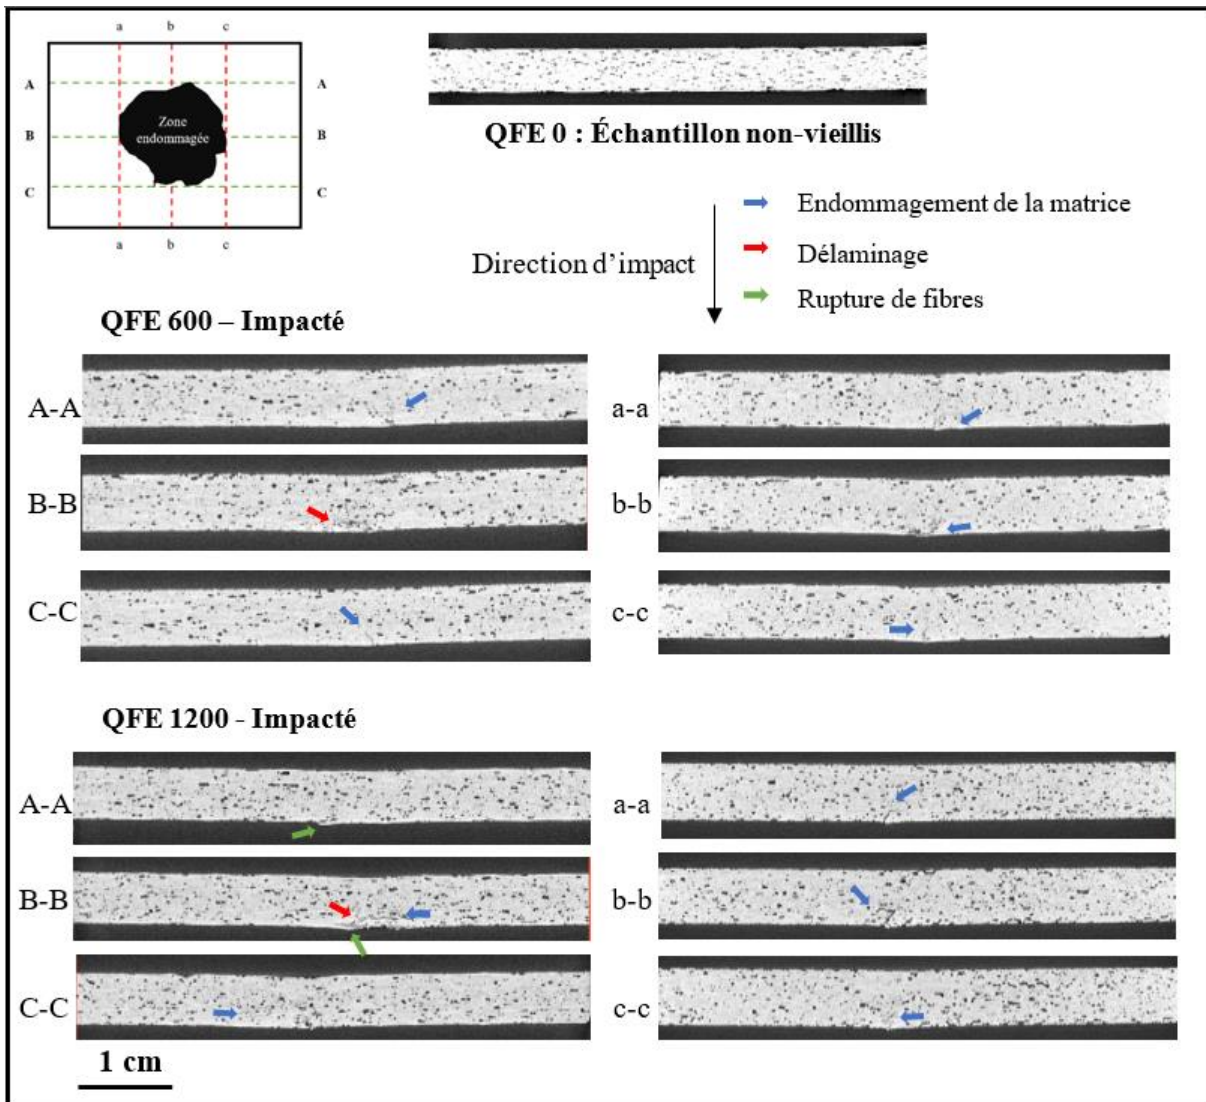 a b c
A A
B Zone B
endommagée
C C
a b c
QFE 0 : Échantillon non-vieillis
Endommagement de la matrice
Direction d'impact
Délaminage
Rupture de fibres
QFE 600 – Impacté
A-A a-a
B-B b-b
C-C c-c
QFE 1200 - Impacté
A-A a-a
B-B b-b
C-C c-c
1 cm